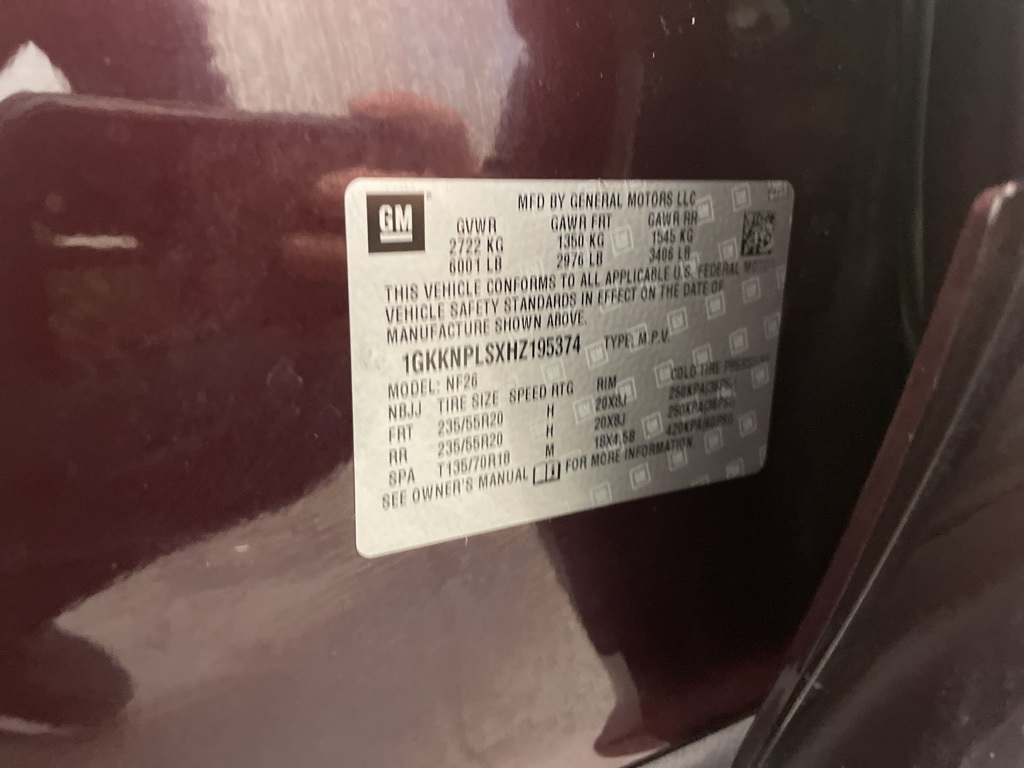 GM
MFD BY GENERAL MOTORS LLC
GVWR GAWR FRT GAWR RR
2722 KG 1350 KG 1545 KG
6001 LB 2976 LB 3406 LB
THIS VEHICLE CONFORMS TO ALL APPLICABLE U.S. FEDERAL MOTOR
VEHICLE SAFETY STANDARDS IN EFFECT ON THE DATE OF
MANUFACTURE SHOWN ABOVE.
1GKKNPLSXHZ195374 TYPE: M.P.V.
MODEL: NF26
NBJJ TIRE SIZE SPEED RTG RIM COLD TIRE PRESSURE
FRT 235/55R20 H 20X8J 250KPA(36PSI)
RR 235/55R20 H 20X8J 250KPA(36PSI)
SPA T135/70R18 M 18X4.5B 420KPA(60PSI)
SEE OWNER'S MANUAL FOR MORE INFORMATION.